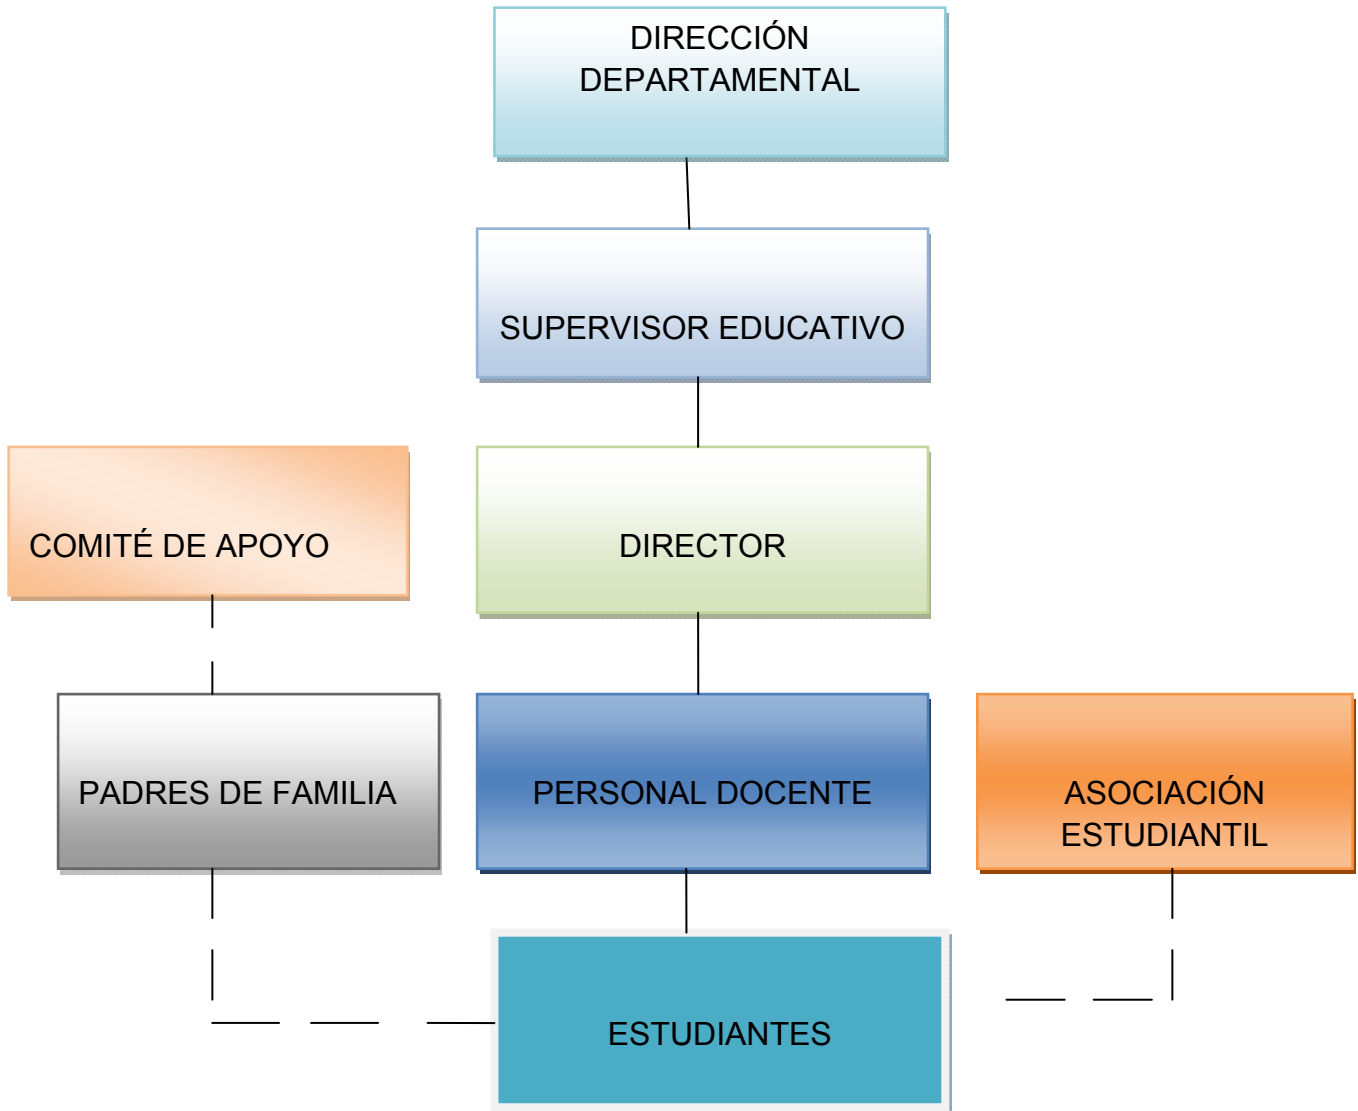 DIRECCIÓN
DEPARTAMENTAL
SUPERVISOR EDUCATIVO
COMITÉ DE APOYO
DIRECTOR
PADRES DE FAMILIA
PERSONAL DOCENTE
ASOCIACIÓN
ESTUDIANTIL
ESTUDIANTES